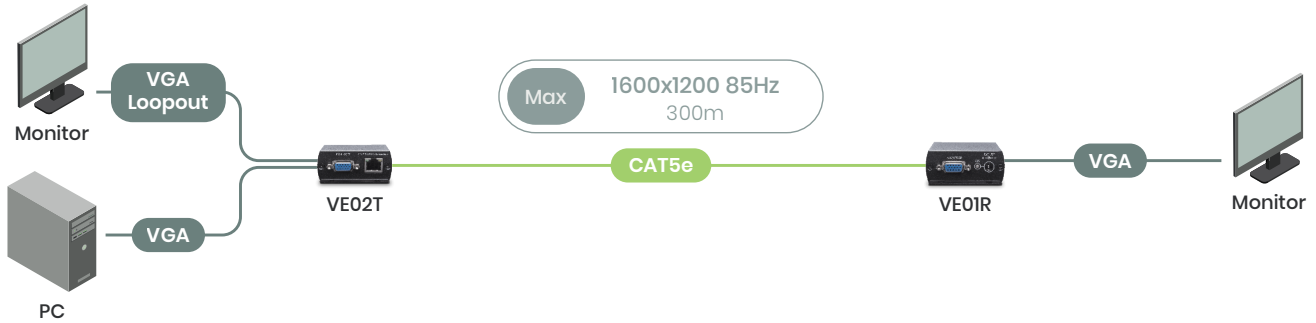 Monitor
VGA
Loopout
Max
1600x1200 85Hz
300m
VE02T
CAT5e
VE01R
VGA
Monitor
VGA
PC